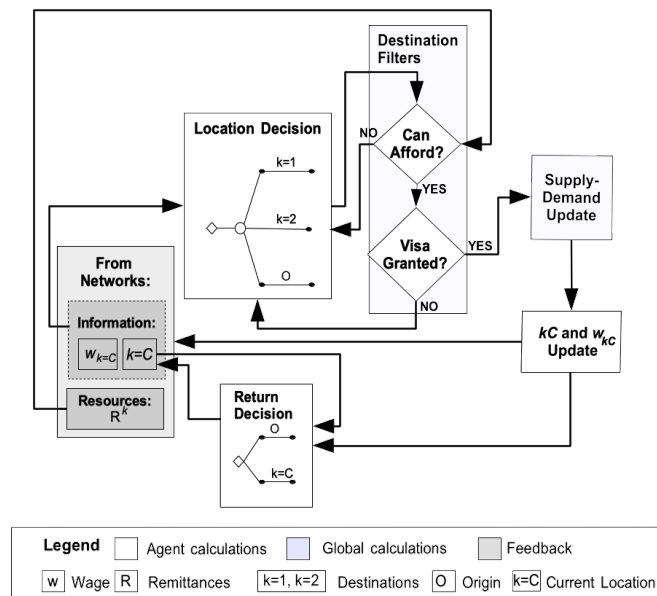 Destination
Filters
Location Decision
k=1
k=2
O
NO
Can
Afford?
YES
Visa
Granted?
YES
NO
Supply-
Demand
Update
From
Networks:
Information:
wk=C
k=C
Resources:
Rk
Return
Decision
O
k=C
kC and wkC
Update
Legend
Agent calculations
Global calculations
Feedback
w Wage R Remittances k=1, k=2 Destinations O Origin k=C Current Location